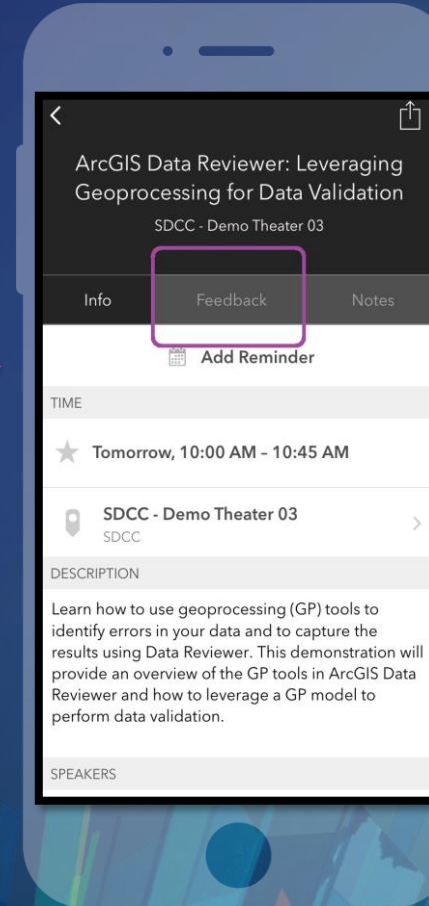 ArcGIS Data Reviewer: Leveraging
Geoprocessing for Data Validation
SDCC - Demo Theater 03
Info Feedback Notes
Add Reminder
TIME
Tomorrow, 10:00 AM – 10:45 AM
SDCC - Demo Theater 03
SDCC
DESCRIPTION
Learn how to use geoprocessing (GP) tools to
identify errors in your data and to capture the
results using Data Reviewer. This demonstration will
provide an overview of the GP tools in ArcGIS Data
Reviewer and how to leverage a GP model to
perform data validation.
SPEAKERS